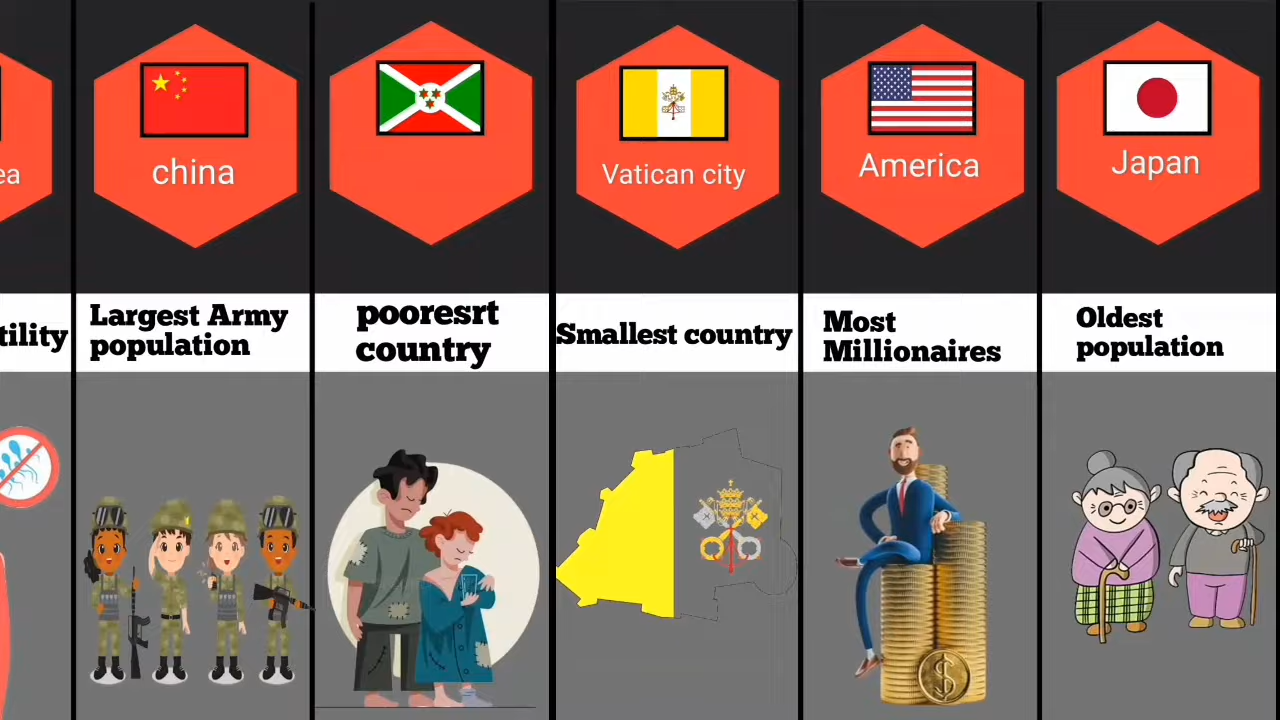 ea
china
Vatican city
America
Japan
tility
Largest Army
population
pooresrt
country
Smallest country
Most
Millionaires
Oldest
population
$